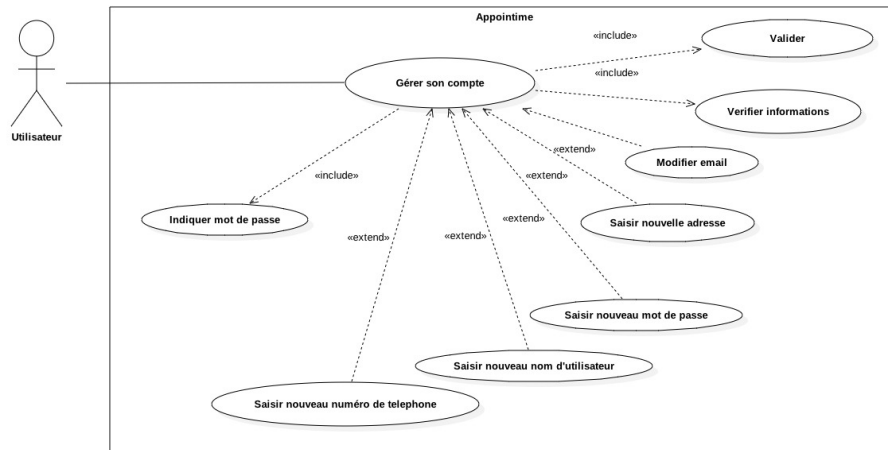 Appointime
«include»
Valider
Gérer son compte
«include»
Verifier informations
Utilisateur
«extend»
Modifier email
«include»
«extend»
Indiquer mot de passe
Saisir nouvelle adresse
«extend»
«extend»
Saisir nouveau mot de passe
Saisir nouveau nom d'utilisateur
Saisir nouveau numéro de telephone